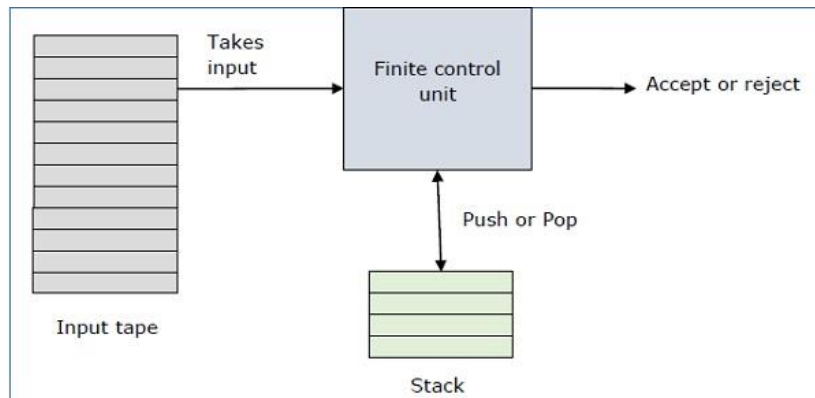 Takes
input
Finite control
unit
Accept or reject
Push or Pop
Input tape
Stack